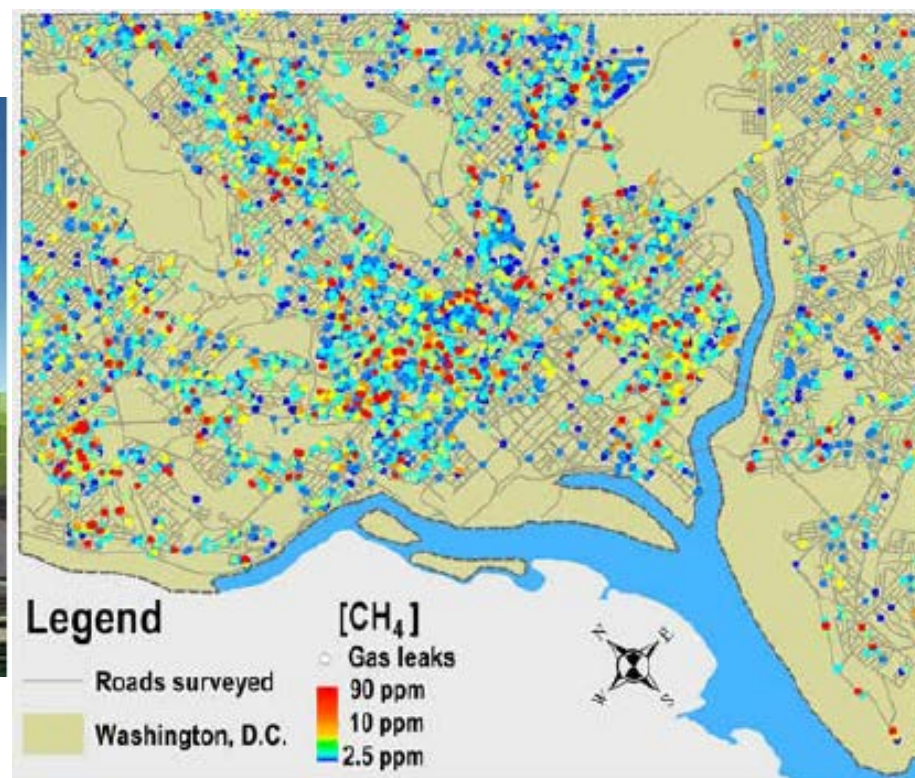 Legend
Roads surveyed
Washington, D.C.
[CH₄]
Gas leaks
90 ppm
10 ppm
2.5 ppm
N
E
W
S